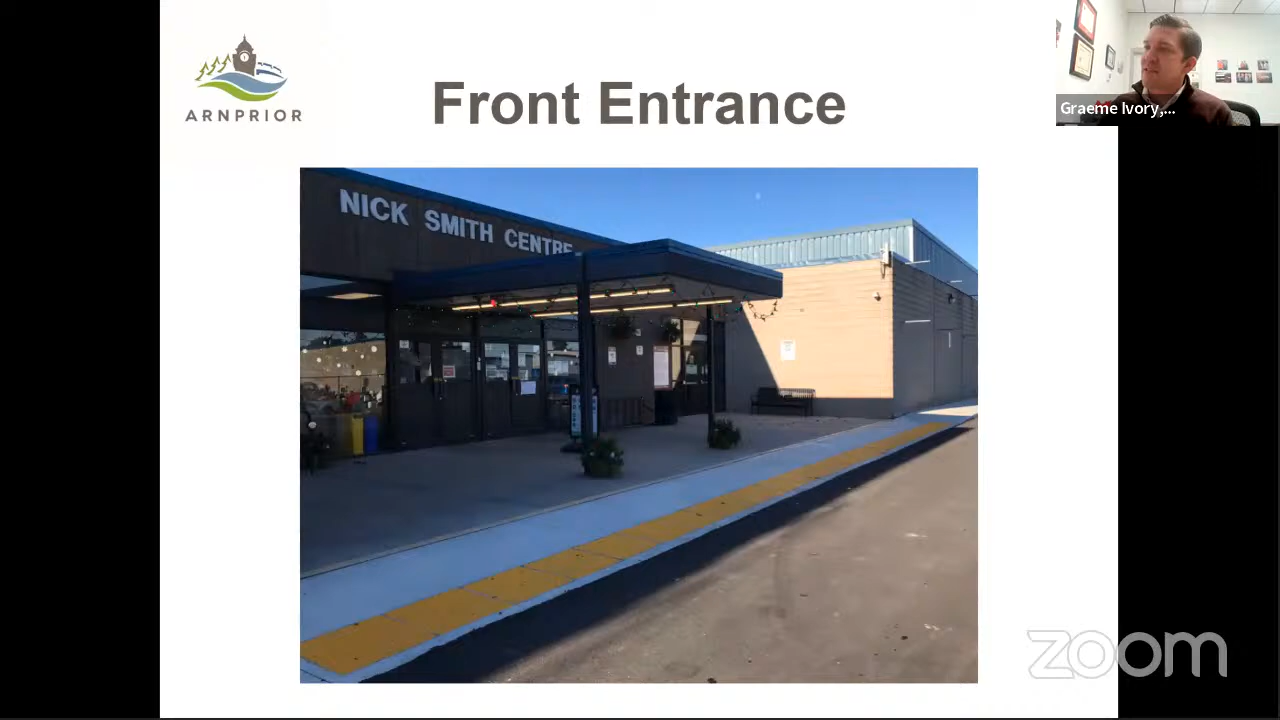 ARNPRIOR
Front Entrance
Graeme Ivory,...
NICK SMITH CENTRE
zoom